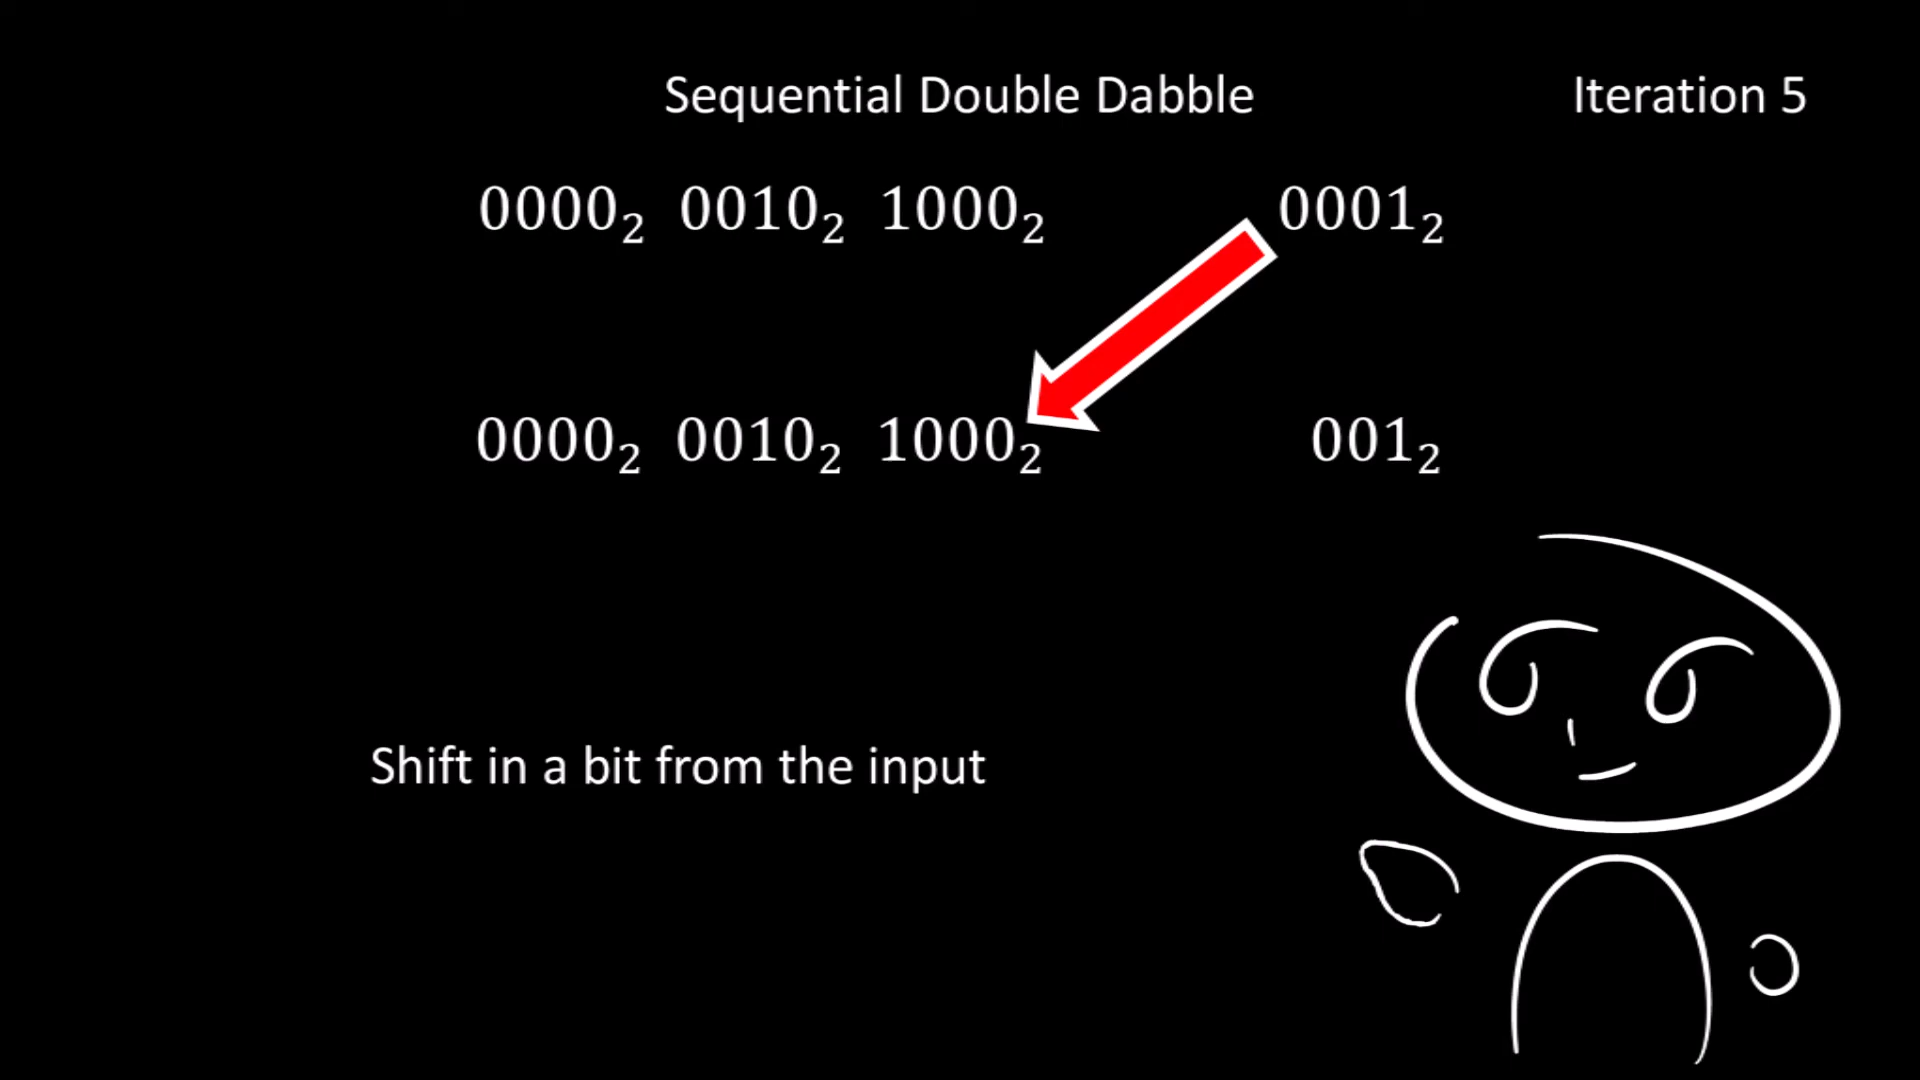 Sequential Double Dabble Iteration 5
0000₂ 0010₂ 1000₂ 0001₂
0000₂ 0010₂ 1000₂ 001₂
Shift in a bit from the input